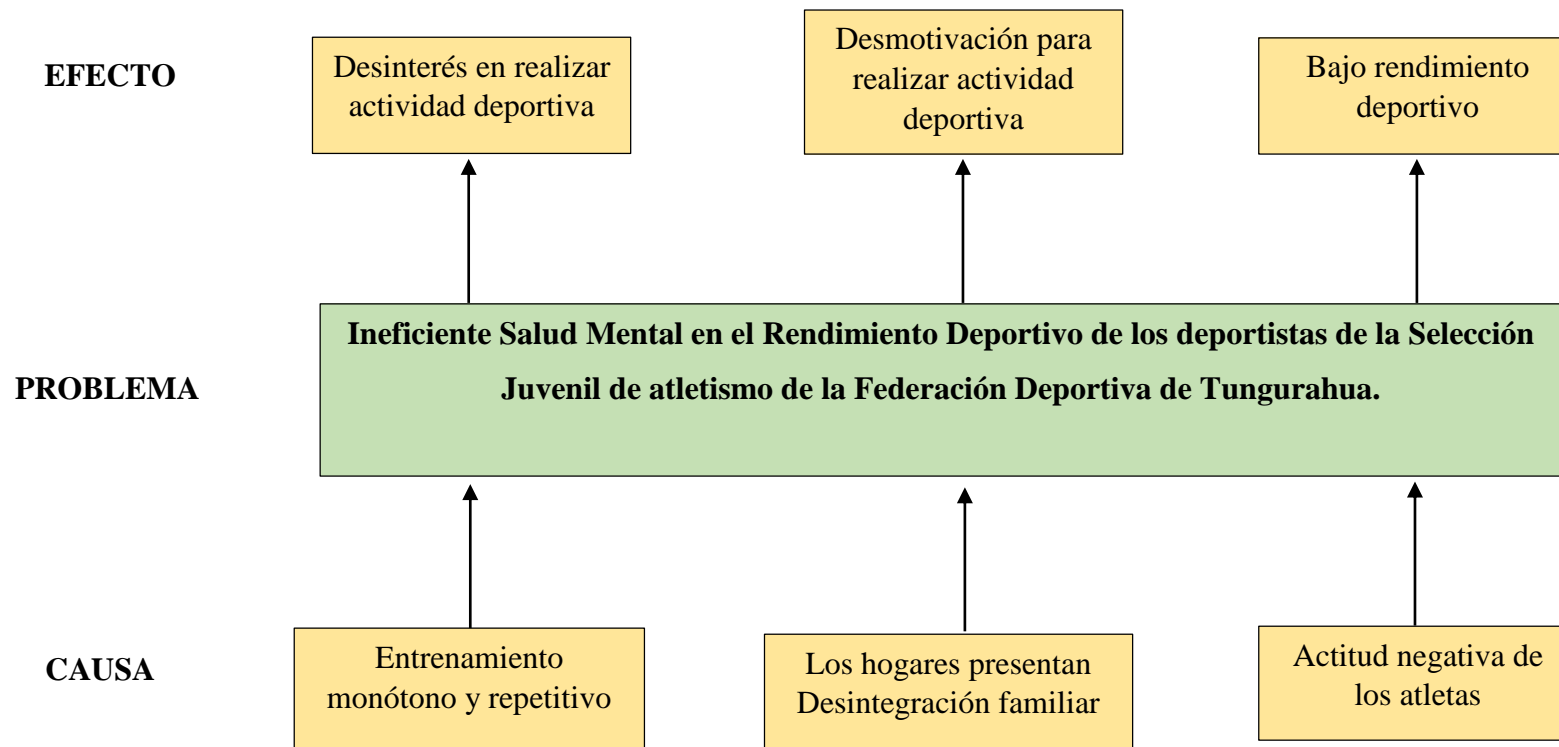 EFECTO
Desinterés en realizar
actividad deportiva
Desmotivación para
realizar actividad
deportiva
Bajo rendimiento
deportivo
PROBLEMA
Ineficiente Salud Mental en el Rendimiento Deportivo de los deportistas de la Selección
Juvenil de atletismo de la Federación Deportiva de Tungurahua.
CAUSA
Entrenamiento
monótono y repetitivo
Los hogares presentan
Desintegración familiar
Actitud negativa de
los atletas